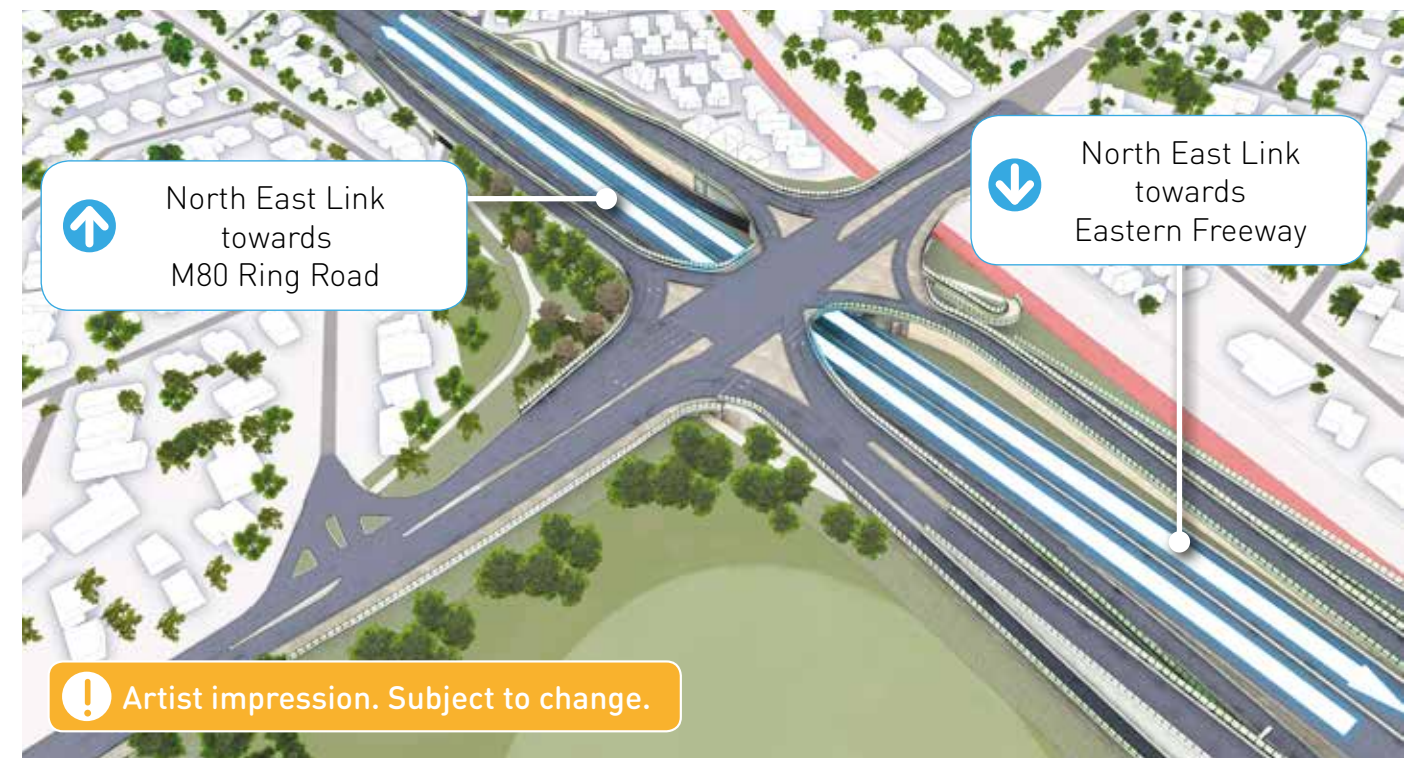 North East Link
towards
M80 Ring Road
North East Link
towards
Eastern Freeway
Artist impression. Subject to change.